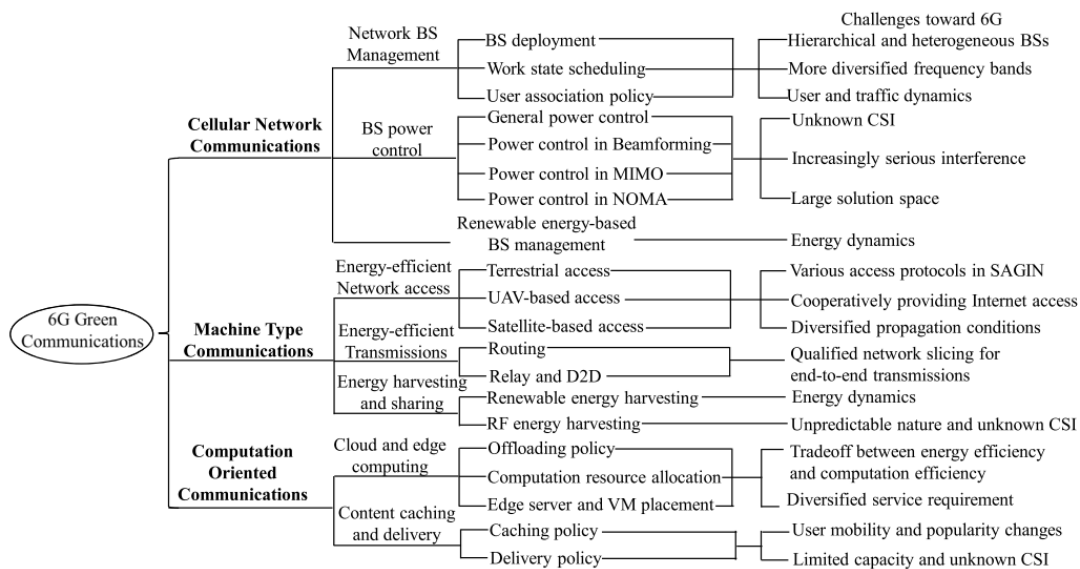 Challenges toward 6G
Network BS
Management
BS deployment
Work state scheduling
User association policy
Hierarchical and heterogeneous BSs
More diversified frequency bands
User and traffic dynamics
Cellular Network
Communications
BS power
control
General power control
Power control in Beamforming
Power control in MIMO
Power control in NOMA
Unknown CSI
Increasingly serious interference
Large solution space
Renewable energy-based
BS management
Energy dynamics
6G Green
Communications
Machine Type
Communications
Energy-efficient
Network access
Terrestrial access
UAV-based access
Satellite-based access
Various access protocols in SAGIN
Cooperatively providing Internet access
Diversified propagation conditions
Energy-efficient
Transmissions
Routing
Relay and D2D
Qualified network slicing for
end-to-end transmissions
Energy harvesting
and sharing
Renewable energy harvesting
Energy dynamics
RF energy harvesting
Unpredictable nature and unknown CSI
Computation
Oriented
Communications
Cloud and edge
computing
Offloading policy
Computation resource allocation
Edge server and VM placement
Tradeoff between energy efficiency
and computation efficiency
Diversified service requirement
Content caching
and delivery
Caching policy
Delivery policy
User mobility and popularity changes
Limited capacity and unknown CSI